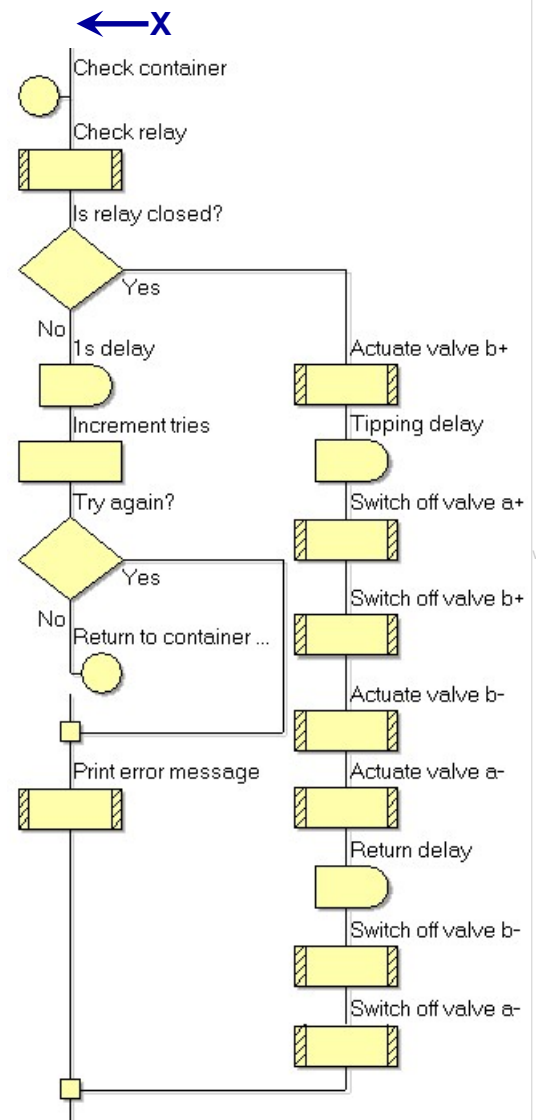 X
Check container
Check relay
Is relay closed?
Yes
No
1s delay
Increment tries
Try again?
Yes
No
Return to container ...
Print error message
Actuate valve b+
Tipping delay
Switch off valve a+
Switch off valve b+
Actuate valve b-
Actuate valve a-
Return delay
Switch off valve b-
Switch off valve a-